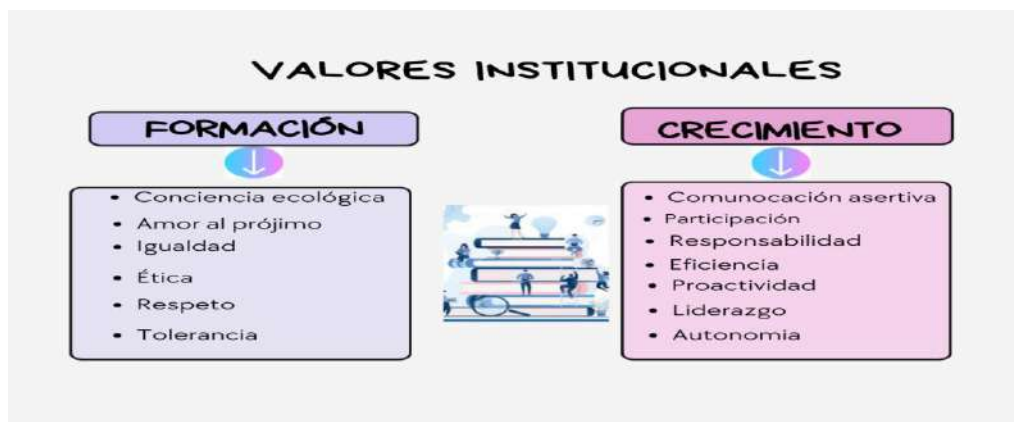 VALORES INSTITUCIONALES
FORMACIÓN
• Conciencia ecológica
• Amor al prójimo
• Igualdad
• Ética
• Respeto
• Tolerancia
CRECIMIENTO
• Comunocación asertiva
• Participación
• Responsabilidad
• Eficiencia
• Proactividad
• Liderazgo
• Autonomia